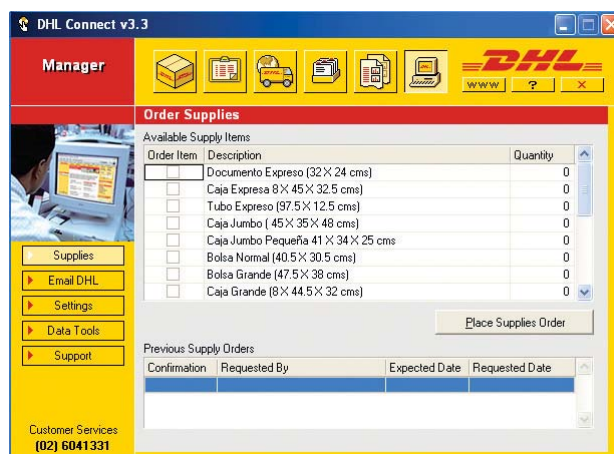 DHL Connect v3.3
Manager
DHL
www ? X
Order Supplies
Available Supply Items
Order Item Description Quantity
Documento Expreso (32 X 24 cms) 0
Caja Expresa 8 X 45 X 32.5 cms) 0
Tubo Expreso (97.5 X 12.5 cms) 0
Caja Jumbo ( 45 X 35 X 48 cms) 0
Caja Jumbo Pequeña 41 X 34 X 25 cms 0
Bolsa Normal (40.5 X 30.5 cms) 0
Bolsa Grande (47.5 X 38 cms) 0
Caja Grande (8 X 44.5 X 32 cms) 0
Supplies
Email DHL
Settings
Data Tools
Support
Place Supplies Order
Previous Supply Orders
Confirmation Requested By Expected Date Requested Date
Customer Services
(02) 6041331